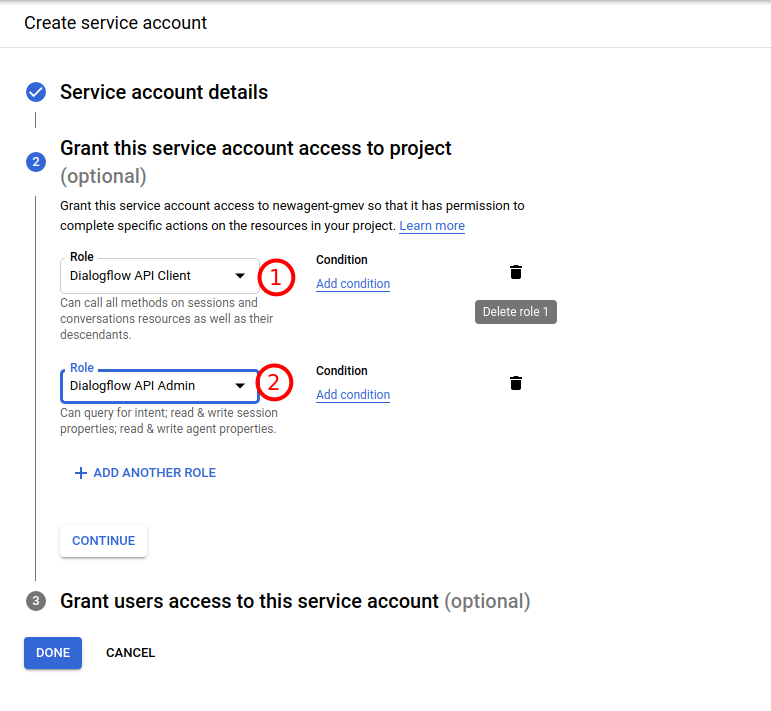 Create service account
Service account details
2
Grant this service account access to project
(optional)
Grant this service account access to newagent-gmev so that it has permission to
complete specific actions on the resources in your project. Learn more
Role
Dialogflow API Client
1
Condition
Add condition
Can call all methods on sessions and
conversations resources as well as their
descendants.
Delete role 1
Role
Dialogflow API Admin
2
Condition
Add condition
Can query for intent; read & write session
properties; read & write agent properties.
+ ADD ANOTHER ROLE
CONTINUE
3
Grant users access to this service account (optional)
DONE
CANCEL